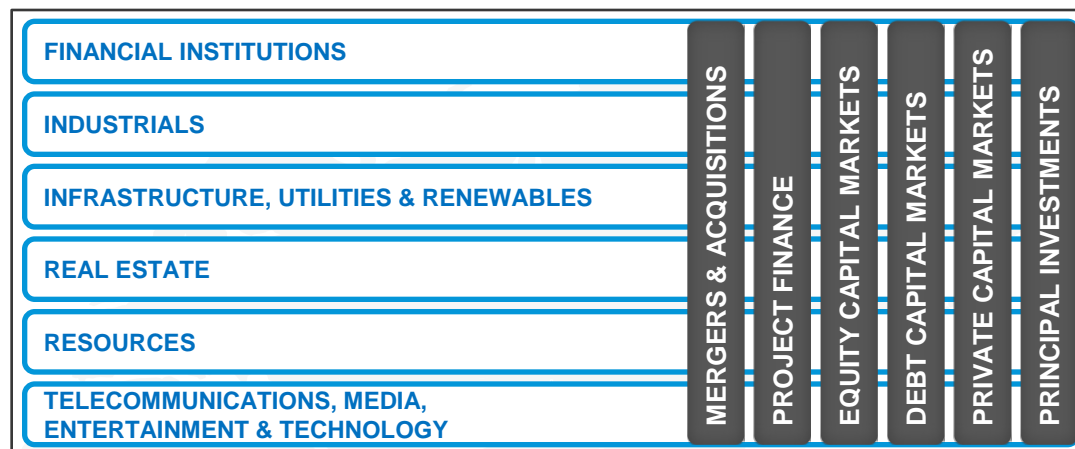 FINANCIAL INSTITUTIONS
INDUSTRIALS
INFRASTRUCTURE, UTILITIES & RENEWABLES
REAL ESTATE
RESOURCES
TELECOMMUNICATIONS, MEDIA,
ENTERTAINMENT & TECHNOLOGY
MERGERS & ACQUISITIONS
PROJECT FINANCE
EQUITY CAPITAL MARKETS
DEBT CAPITAL MARKETS
PRIVATE CAPITAL MARKETS
PRINCIPAL INVESTMENTS